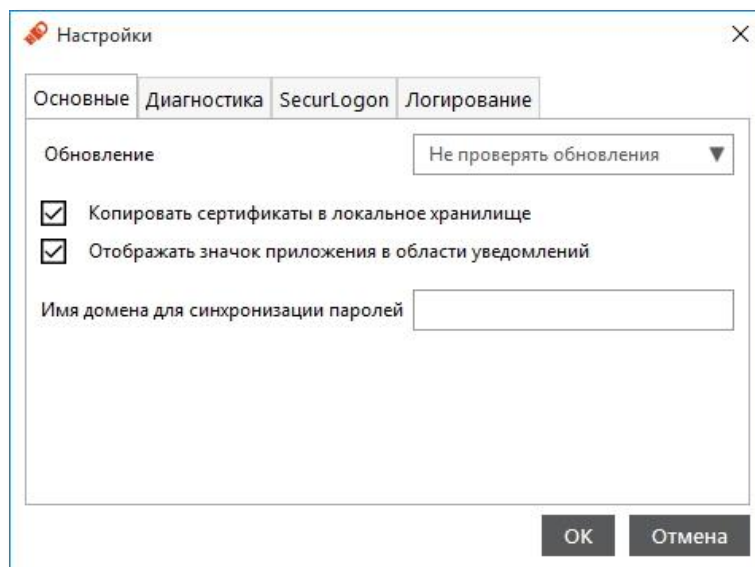 Настройки
Основные Диагностика SecurLogon Логирование
Обновление Не проверять обновления
Копировать сертификаты в локальное хранилище
Отображать значок приложения в области уведомлений
Имя домена для синхронизации паролей
OK Отмена